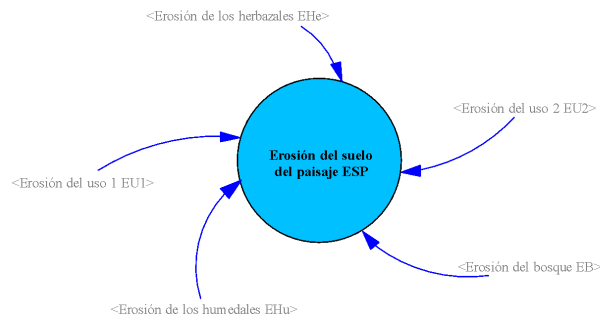 <Erosión de los herbazales EHe>
<Erosión del uso 2 EU2>
Erosión del suelo
del paisaje ESP
<Erosión del uso 1 EU1>
<Erosión del bosque EB>
<Erosión de los humedales EHu>